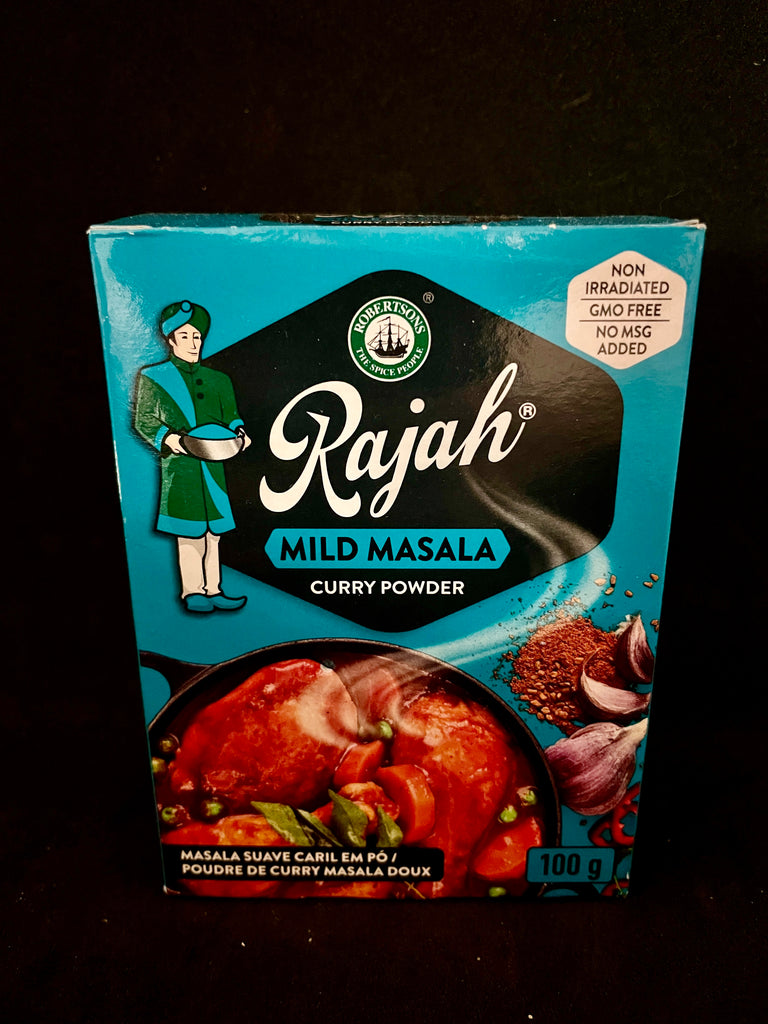 ROBERTSONS
®
THE SPICE PEOPLE
NON
IRRADIATED
GMO FREE
NO MSG
ADDED
Rajah®
MILD MASALA
CURRY POWDER
MASALA SUAVE CARIL EM PÓ /
POUDRE DE CURRY MASALA DOUX
100 g